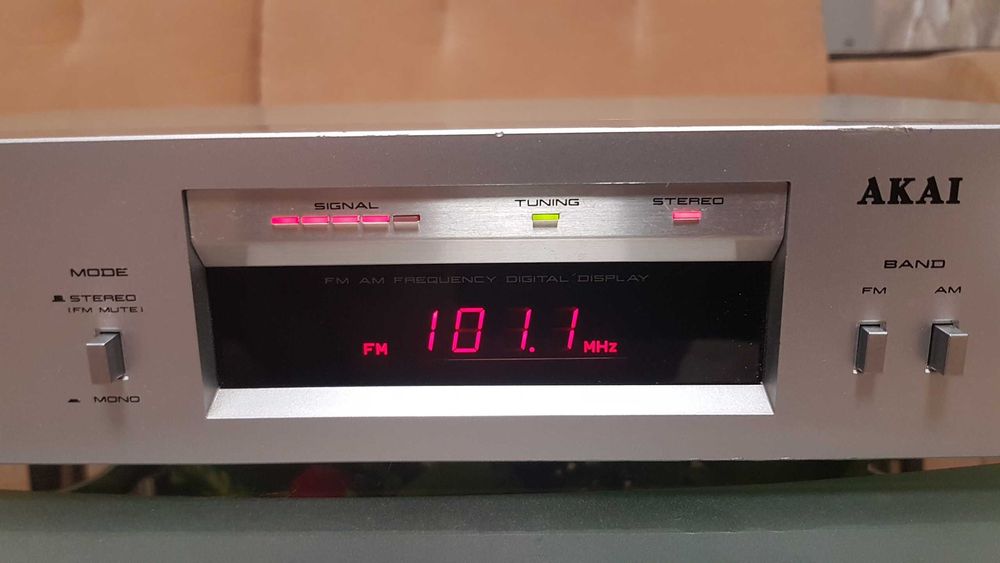 SIGNAL
TUNING
STEREO
AKAI
MODE
STEREO
(FM MUTE)
MONO
FM AM FREQUENCY DIGITAL DISPLAY
FM 101.1 MHz
BAND
FM AM